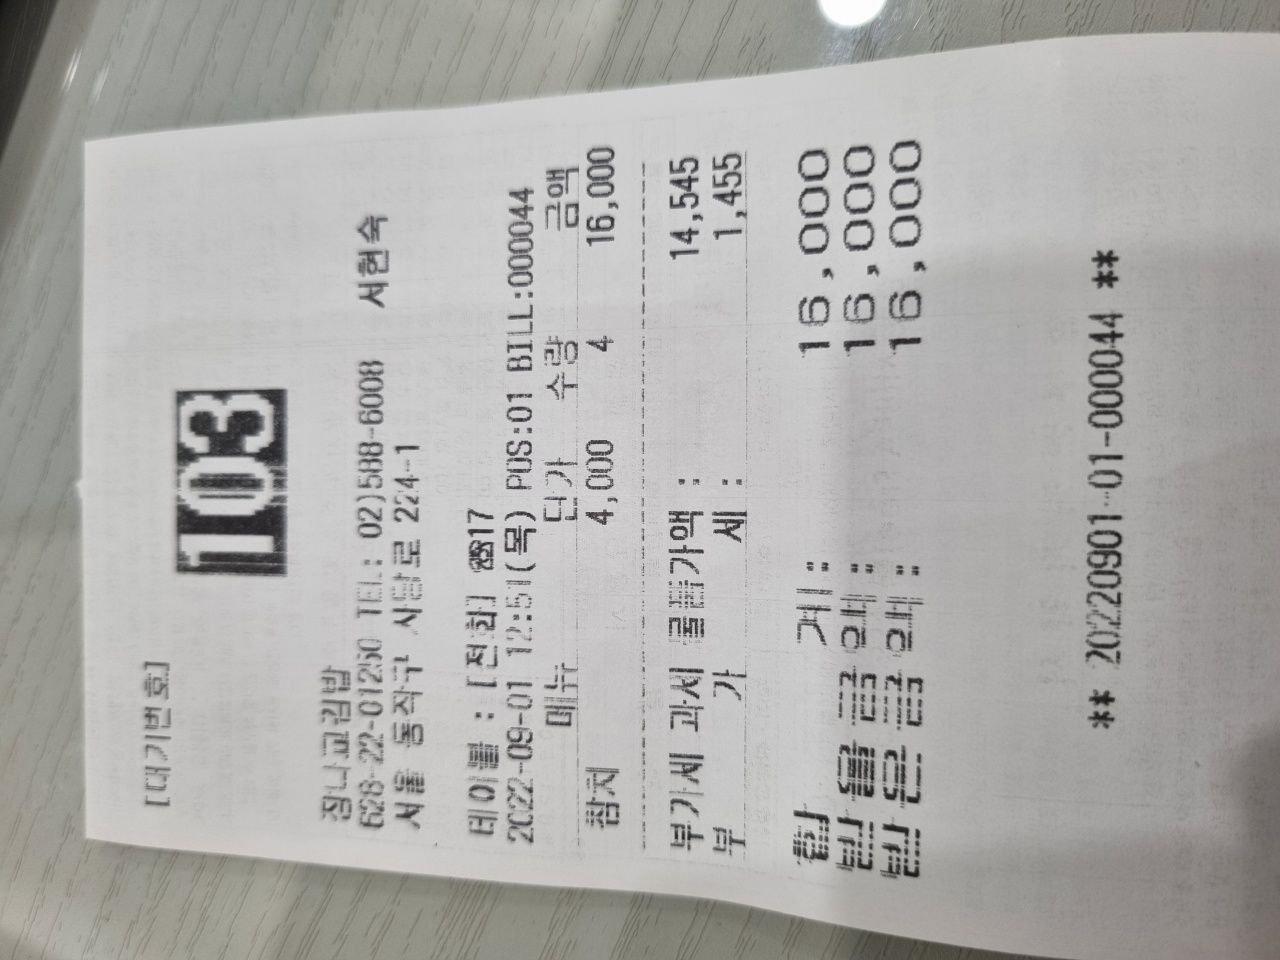 [대기번호]
103
잠나교김밥
628-22-01250 TEL: 02)588-6008 서현숙
서울 동작구 사당로 224-1
테이블 : [전화] 17
2022-09-01 12:51(목) POS:01 BILL:000044
메뉴 단가 수량 금액
참치 4,000 4 16,000
부가세 과세 물품가액 : 14,545
부 가 세 : 1,455
합 계 : 16,000
받을금액 : 16,000
받은금액 : 16,000
** 20220901-01-000044 **